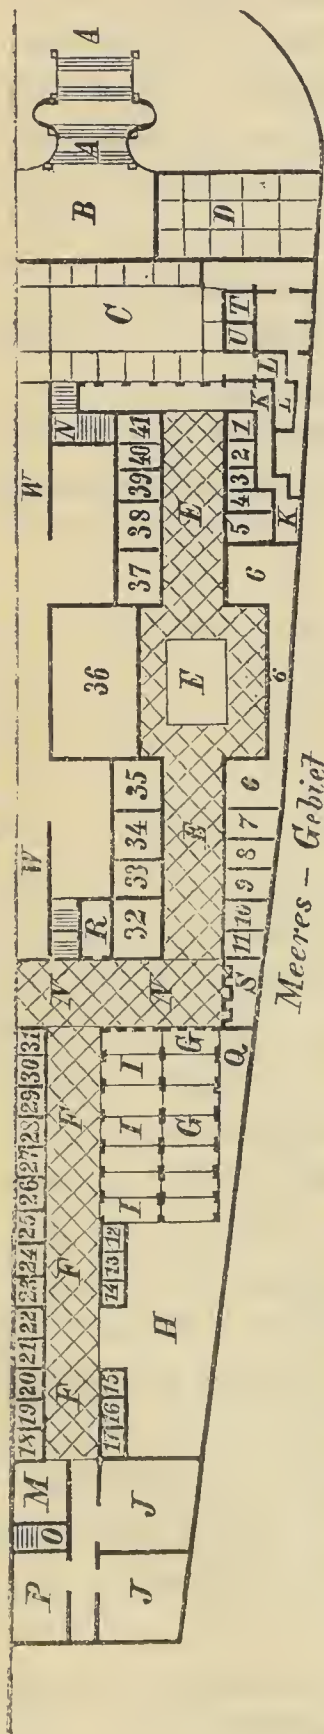 P O M 18 19 20 21 22 23 24 25 26 27 28 29 30 31 W W
F F F N R N A A
17 16 15 14 13 12 I I I 32 33 34 35 36 37 38 39 40 41 C B
J J H G G N E E E
Q S 11 10 9 8 7 G G 5 4 3 2 1 U T D
6 K K L L
Meeres – Gebiet